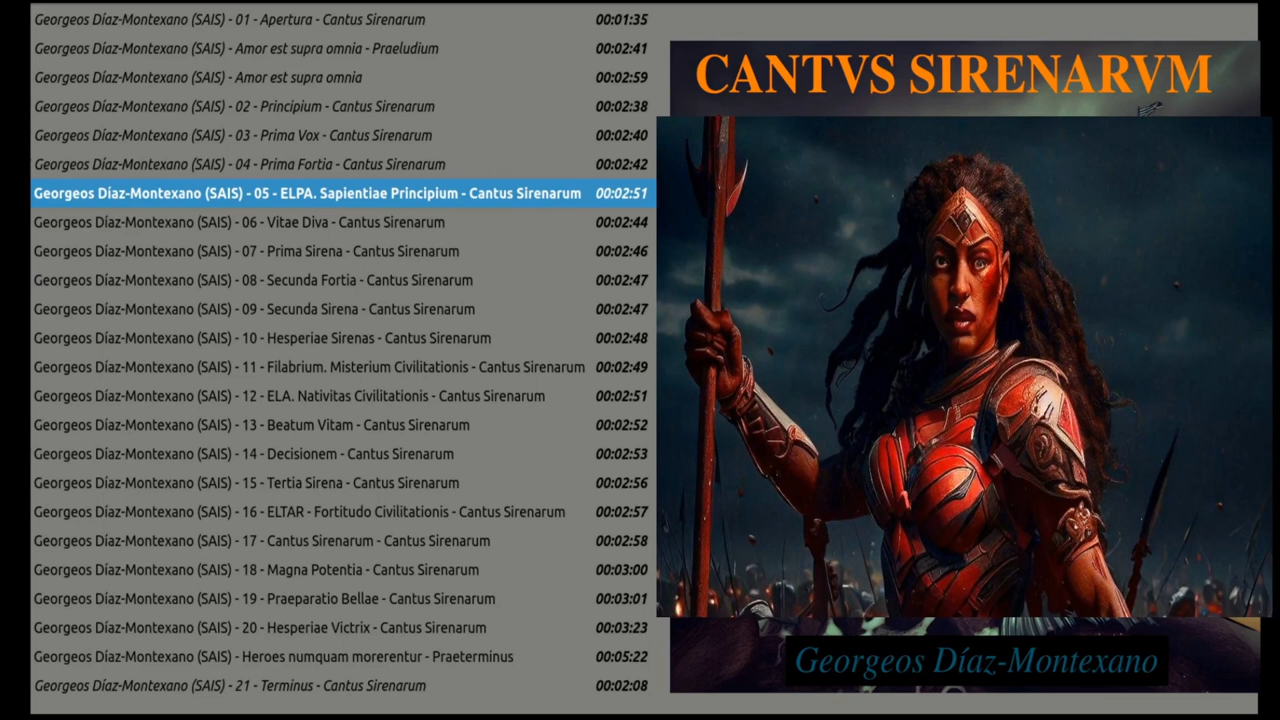 Georgeos Díaz-Montexano (SAIS) - 01 - Apertura - Cantus Sirenarum 00:01:35
Georgeos Díaz-Montexano (SAIS) - Amor est supra omnia - Praeludium 00:02:41
Georgeos Díaz-Montexano (SAIS) - Amor est supra omnia 00:02:59
Georgeos Díaz-Montexano (SAIS) - 02 - Principium - Cantus Sirenarum 00:02:38
Georgeos Díaz-Montexano (SAIS) - 03 - Prima Vox - Cantus Sirenarum 00:02:40
Georgeos Díaz-Montexano (SAIS) - 04 - Prima Fortia - Cantus Sirenarum 00:02:42
Georgeos Díaz-Montexano (SAIS) - 05 - ELPA. Sapientiae Principium - Cantus Sirenarum 00:02:51
Georgeos Díaz-Montexano (SAIS) - 06 - Vitae Diva - Cantus Sirenarum 00:02:44
Georgeos Díaz-Montexano (SAIS) - 07 - Prima Sirena - Cantus Sirenarum 00:02:46
Georgeos Díaz-Montexano (SAIS) - 08 - Secunda Fortia - Cantus Sirenarum 00:02:47
Georgeos Díaz-Montexano (SAIS) - 09 - Secunda Sirena - Cantus Sirenarum 00:02:47
Georgeos Díaz-Montexano (SAIS) - 10 - Hesperiae Sirenas - Cantus Sirenarum 00:02:48
Georgeos Díaz-Montexano (SAIS) - 11 - Filabrium. Misterium Civilitationis - Cantus Sirenarum 00:02:49
Georgeos Díaz-Montexano (SAIS) - 12 - ELA. Nativitas Civilitationis - Cantus Sirenarum 00:02:51
Georgeos Díaz-Montexano (SAIS) - 13 - Beatum Vitam - Cantus Sirenarum 00:02:52
Georgeos Díaz-Montexano (SAIS) - 14 - Decisionem - Cantus Sirenarum 00:02:53
Georgeos Díaz-Montexano (SAIS) - 15 - Tertia Sirena - Cantus Sirenarum 00:02:56
Georgeos Díaz-Montexano (SAIS) - 16 - ELTAR - Fortitudo Civilitationis - Cantus Sirenarum 00:02:57
Georgeos Díaz-Montexano (SAIS) - 17 - Cantus Sirenarum - Cantus Sirenarum 00:02:58
Georgeos Díaz-Montexano (SAIS) - 18 - Magna Potentia - Cantus Sirenarum 00:03:00
Georgeos Díaz-Montexano (SAIS) - 19 - Praeparatio Bellae - Cantus Sirenarum 00:03:01
Georgeos Díaz-Montexano (SAIS) - 20 - Hesperiae Victrix - Cantus Sirenarum 00:03:23
Georgeos Díaz-Montexano (SAIS) - Heroes numquam morerentur - Praeterminus 00:05:22
Georgeos Díaz-Montexano (SAIS) - 21 - Terminus - Cantus Sirenarum 00:02:08
CANTVS SIRENARVM
Georgeos Díaz-Montexano